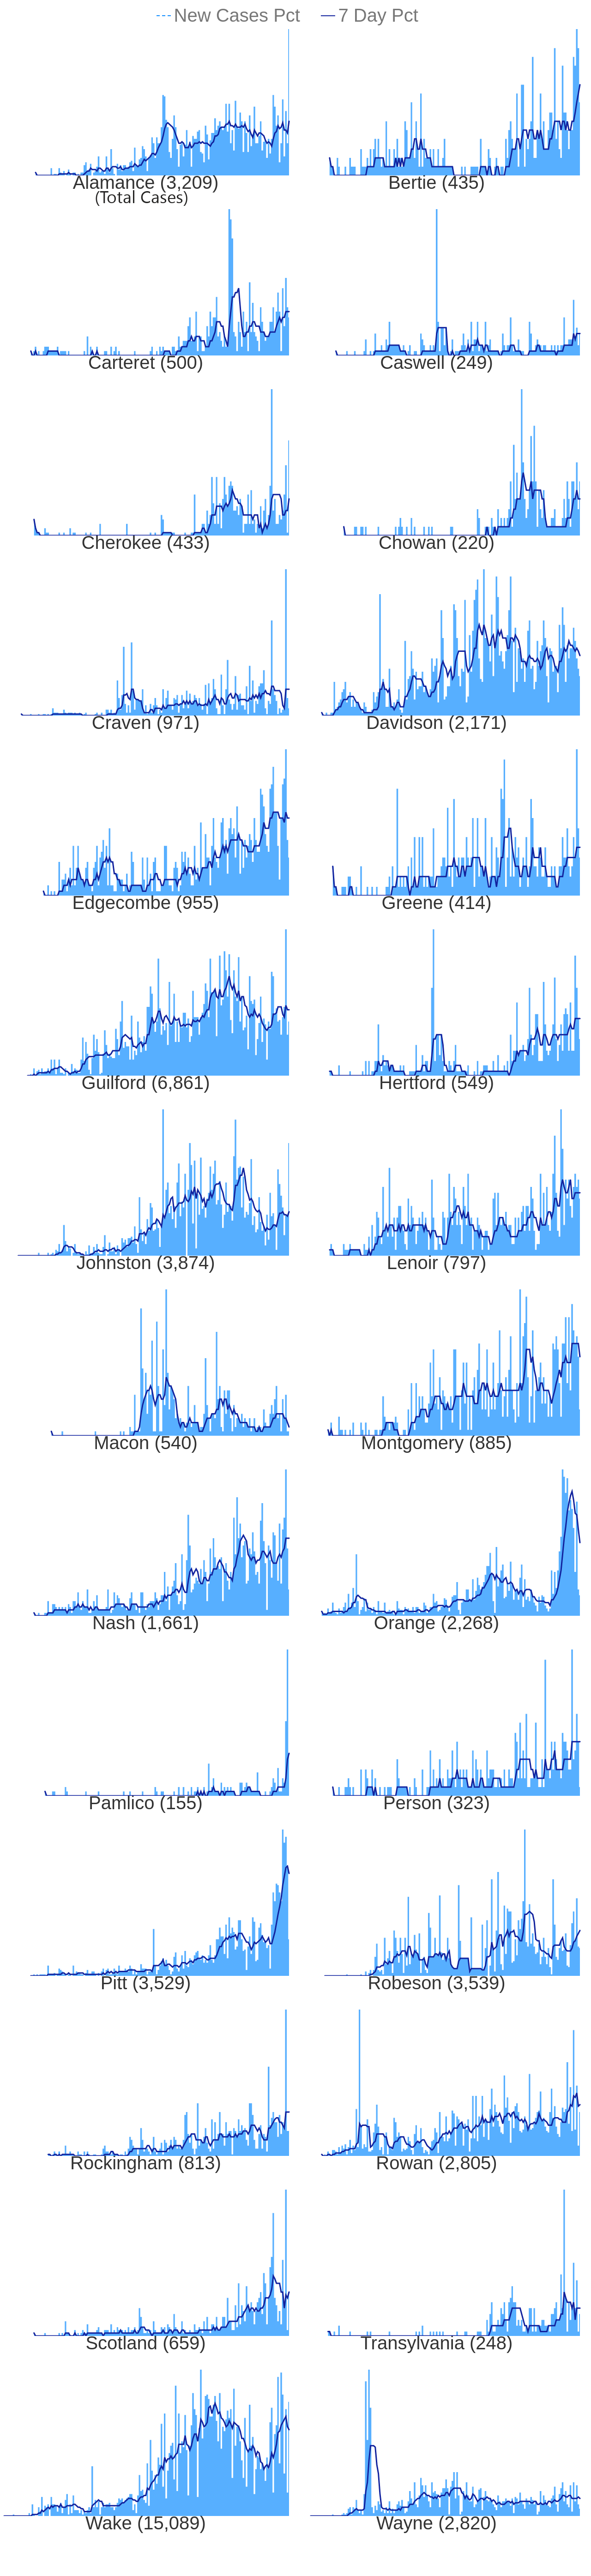 New Cases Pct 7 Day Pct
Alamance (3,209) Bertie (435)
(Total Cases)
Carteret (500) Caswell (249)
Cherokee (433) Chowan (220)
Craven (971) Davidson (2,171)
Edgecombe (955) Greene (414)
Guilford (6,861) Hertford (549)
Johnston (3,874) Lenoir (797)
Macon (540) Montgomery (885)
Nash (1,661) Orange (2,268)
Pamlico (155) Person (323)
Pitt (3,529) Robeson (3,539)
Rockingham (813) Rowan (2,805)
Scotland (659) Transylvania (248)
Wake (15,089) Wayne (2,820)